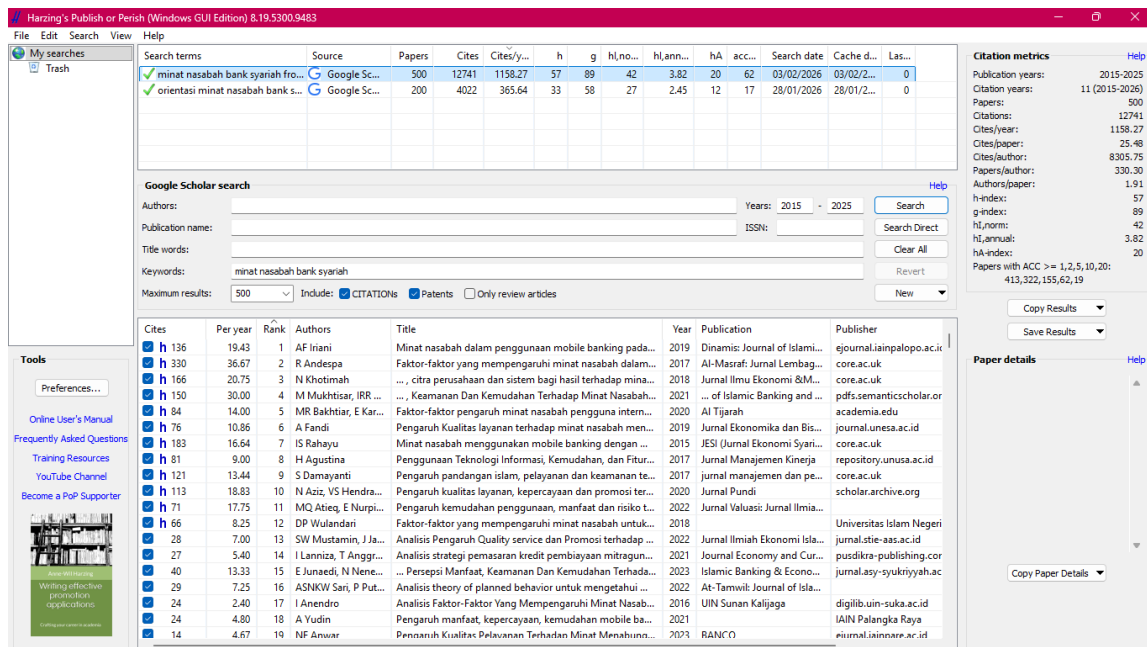 Harzing's Publish or Perish (Windows GUI Edition) 8.19.5300.9483
File Edit Search View Help
My searches
Trash
Search terms Source Papers Cites Cites/y... h g hI,no... hI,ann... hA acc... Search date Cache d... Las...
minat nasabah bank syariah fro... Google Sc... 500 12741 1158.27 57 89 42 3.82 20 62 03/02/2026 03/02/2... 0
orientasi minat nasabah bank s... Google Sc... 200 4022 365.64 33 58 27 2.45 12 17 28/01/2026 28/01/2... 0
Google Scholar search Help
Authors: Years: 2015 - 2025 Search
Publication name: ISSN: Search Direct
Title words: Clear All
Keywords: minat nasabah bank syariah Revert
Maximum results: 500 Include: CITATIONs Patents Only review articles New
Cites Per year Rank Authors Title Year Publication Publisher
h 136 19.43 1 AF Iriani Minat nasabah dalam penggunaan mobile banking pada... 2019 Dinamis: Journal of Islami... ejournal.iainpalopo.ac.id
h 330 36.67 2 R Andespa Faktor-faktor yang mempengaruhi minat nasabah dalam... 2017 Al-Masraf: Jurnal Lembag... core.ac.uk
h 166 20.75 3 N Khotimah ... , citra perusahaan dan sistem bagi hasil terhadap mina... 2018 Jurnal Ilmu Ekonomi &M... core.ac.uk
h 150 30.00 4 M Mukhtisar, IRR ... ... , Keamanan Dan Kemudahan Terhadap Minat Nasabah... 2021 ... of Islamic Banking and ... pdfs.semanticscholar.or
h 84 14.00 5 MR Bakhtiar, E Kar... Faktor-faktor pengaruh minat nasabah pengguna intern... 2020 Al Tijarah academia.edu
h 76 10.86 6 A Fandi Pengaruh Kualitas layanan terhadap minat nasabah men... 2019 Jurnal Ekonomika dan Bis... journal.unesa.ac.id
h 183 16.64 7 IS Rahayu Minat nasabah menggunakan mobile banking dengan ... 2015 JESI (Jurnal Ekonomi Syari... core.ac.uk
h 81 9.00 8 H Agustina Penggunaan Teknologi Informasi, Kemudahan, dan Fitur... 2017 Jurnal Manajemen Kinerja repository.unusa.ac.id
h 121 13.44 9 S Damayanti Pengaruh pandangan islam, pelayanan dan keamanan te... 2017 jurnal manajemen dan pe... core.ac.uk
h 113 18.83 10 N Aziz, VS Hendra... Pengaruh kualitas layanan, kepercayaan dan promosi ter... 2020 Jurnal Pundi scholar.archive.org
h 71 17.75 11 MQ Atieq, E Nurpi... Pengaruh kemudahan penggunaan, manfaat dan risiko t... 2022 Jurnal Valuasi: Jurnal Ilmia...
h 66 8.25 12 DP Wulandari Faktor-faktor yang mempengaruhi minat nasabah untuk... 2018 Universitas Islam Negeri
28 7.00 13 SW Mustamin, J Ja... Analisis Pengaruh Quality service dan Promosi terhadap ... 2022 Jurnal Ilmiah Ekonomi Isla... jurnal.stie-aas.ac.id
27 5.40 14 I Lanniza, T Anggr... Analisis strategi pemasaran kredit pembiayaan mitragun... 2021 Journal Economy and Cur... pusdikra-publishing.cor
40 13.33 15 E Junaedi, N Nene... ... Persepsi Manfaat, Keamanan Dan Kemudahan Terhada... 2023 Islamic Banking & Econo... jurnal.asy-syukriyyah.ac
29 7.25 16 ASNKW Sari, P Put... Analisis theory of planned behavior untuk mengetahui ... 2022 At-Tamwil: Journal of Isla...
24 2.40 17 I Anendro Analisis Faktor-Faktor Yang Mempengaruhi Minat Nasab... 2016 UIN Sunan Kalijaga digilib.uin-suka.ac.id
24 4.80 18 A Yudin Pengaruh manfaat, kepercayaan, kemudahan mobile ba... 2021 IAIN Palangka Raya
14 4.67 19 NF Anwar Pengaruh Kualitas Pelayanan Terhadap Minat Menabung... 2023 BANCO ejurnal.iainpare.ac.id
Tools
Preferences...
Online User's Manual
Frequently Asked Questions
Training Resources
YouTube Channel
Become a PoP Supporter
Anne-Wil Harzing
Writing effective
promotion
applications
Citation metrics Help
Publication years: 2015-2025
Citation years: 11 (2015-2026)
Papers: 500
Citations: 12741
Cites/year: 1158.27
Cites/paper: 25.48
Cites/author: 8305.75
Papers/author: 330.30
Authors/paper: 1.91
h-index: 57
g-index: 89
hI,norm: 42
hI,annual: 3.82
hA-index: 20
Papers with ACC >= 1,2,5,10,20:
413,322,155,62,19
Copy Results
Save Results
Paper details Help
Copy Paper Details